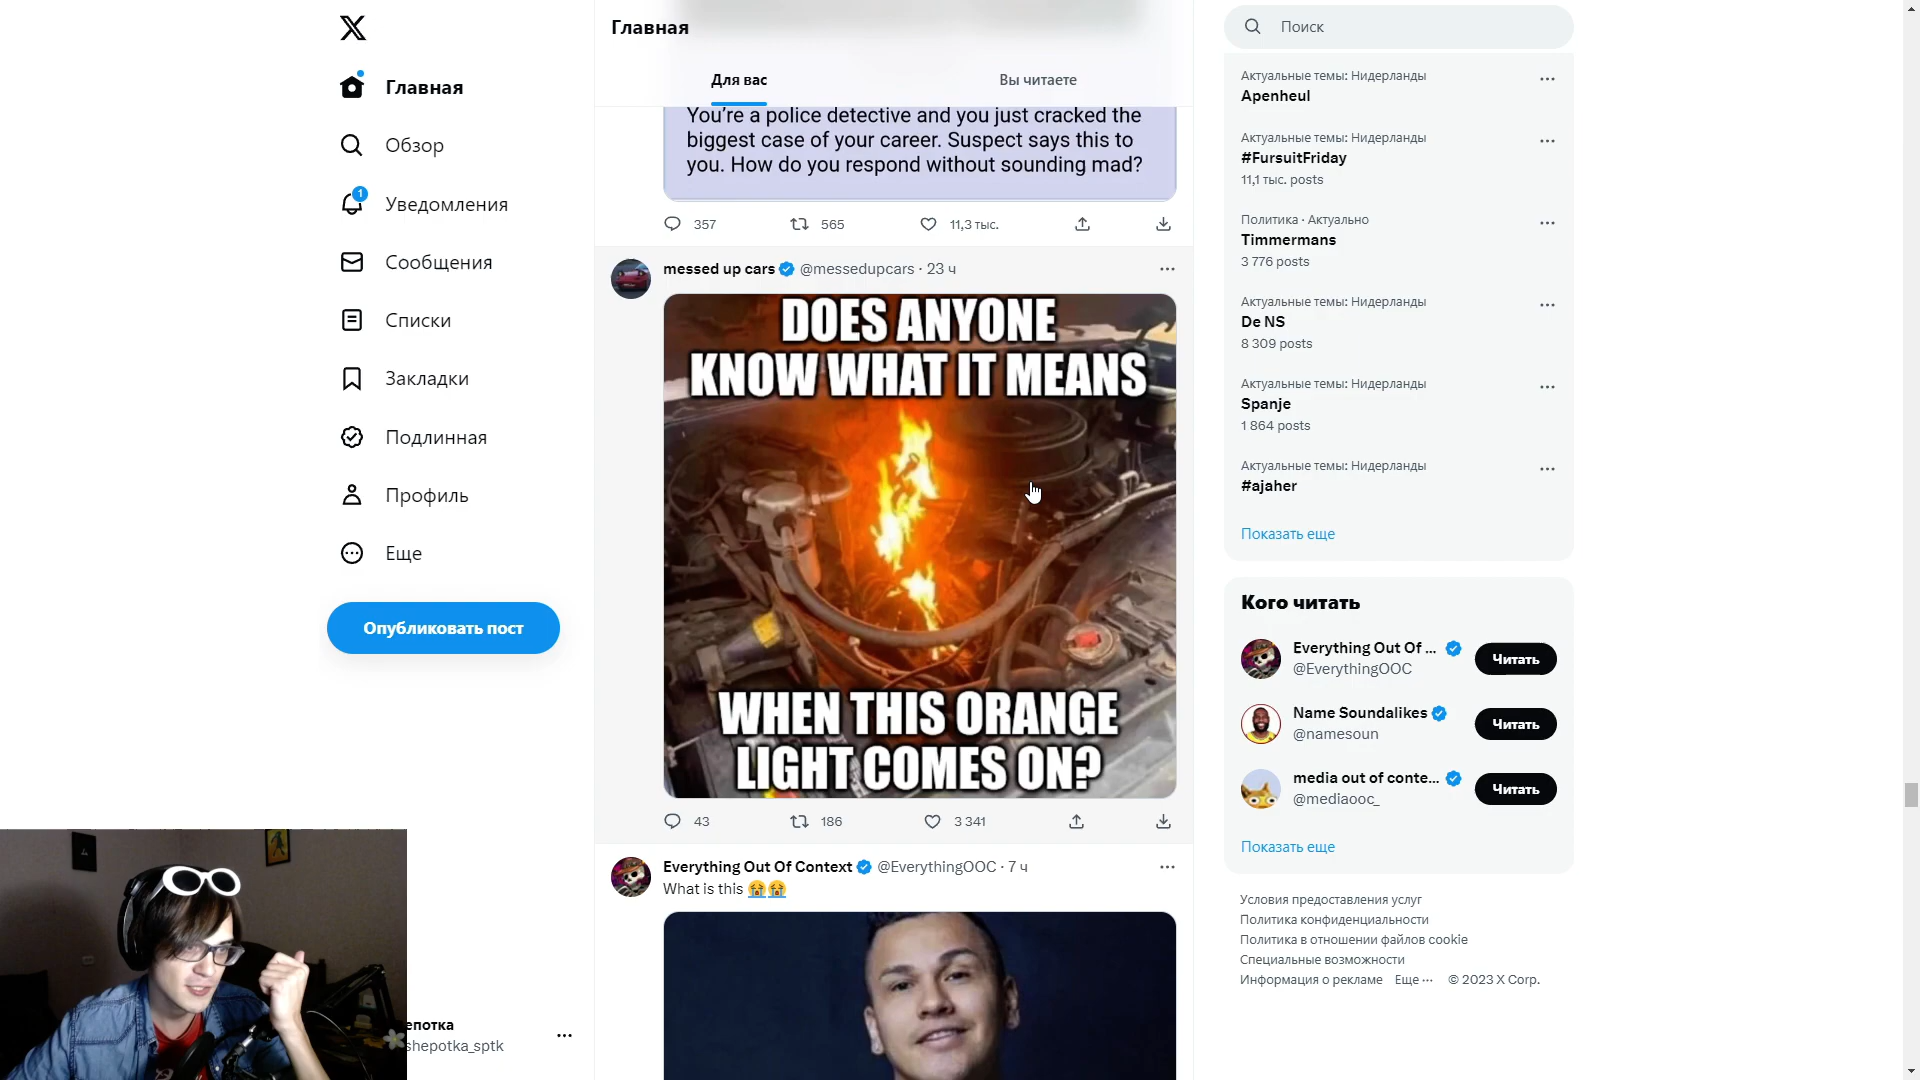 Главная
Обзор
1
Уведомления
Сообщения
Списки
Закладки
Подлинная
Профиль
Еще
Опубликовать пост
епотка
shepotka_sptk
Главная
Для вас
Вы читаете
You're a police detective and you just cracked the
biggest case of your career. Suspect says this to
you. How do you respond without sounding mad?
357
565
11,3 тыс.
messed up cars @messedupcars · 23 ч
DOES ANYONE
KNOW WHAT IT MEANS
WHEN THIS ORANGE
LIGHT COMES ON?
43
186
3 341
Everything Out Of Context @EverythingOOC · 7 ч
What is this 😭😭
Поиск
Актуальные темы: Нидерланды
Apenheul
Актуальные темы: Нидерланды
#FursuitFriday
11,1 тыс. posts
Политика · Актуально
Timmermans
3 776 posts
Актуальные темы: Нидерланды
De NS
8 309 posts
Актуальные темы: Нидерланды
Spanje
1 864 posts
Актуальные темы: Нидерланды
#ajaher
Показать еще
Кого читать
Everything Out Of ...
@EverythingOOC
Читать
Name Soundalikes
@namesoun
Читать
media out of conte...
@mediaooc_
Читать
Показать еще
Условия предоставления услуг
Политика конфиденциальности
Политика в отношении файлов cookie
Специальные возможности
Информация о рекламе Еще ··· © 2023 X Corp.